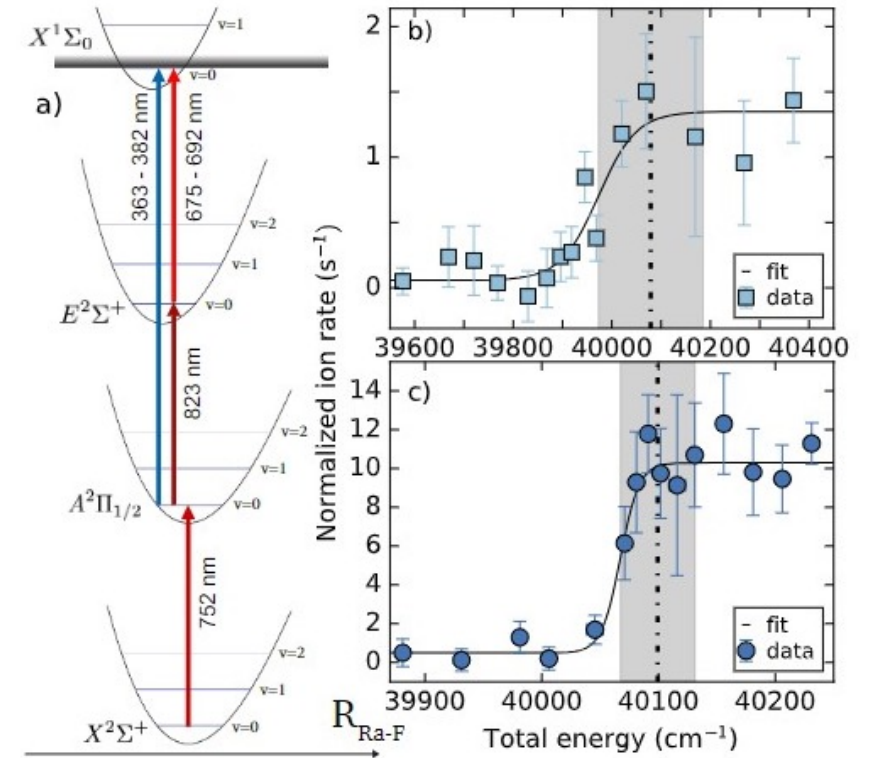 a)
X¹Σ₀
v=1
v=0
363 - 382 nm
675 - 692 nm
v=2
v=1
v=0
E²Σ⁺
823 nm
v=2
v=1
v=0
A²Π₁/₂
752 nm
v=2
v=1
v=0
X²Σ⁺
R_Ra-F
Normalized ion rate (s⁻¹)
b)
2
1
0
- fit
data
39600 39800 40000 40200 40400
c)
14
12
10
8
6
4
2
0
- fit
data
39900 40000 40100 40200
Total energy (cm⁻¹)